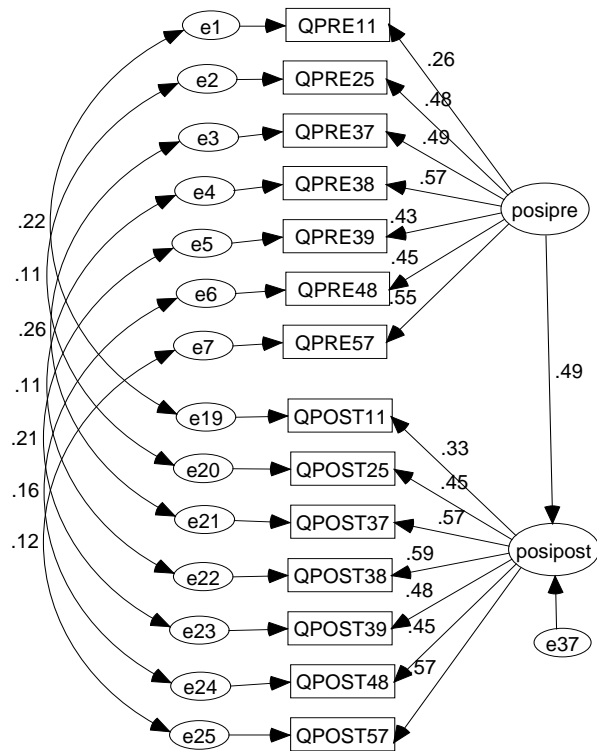 e1
QPRE11
.26
e2
QPRE25
.48
e3
QPRE37
.49
e4
QPRE38
.57
posipre
.22
e5
QPRE39
.43
.11
e6
QPRE48
.45
.55
.26
e7
QPRE57
.49
.11
e19
QPOST11
.33
.21
e20
QPOST25
.45
.16
e21
QPOST37
.57
.12
posipost
e22
QPOST38
.59
.48
e23
QPOST39
.45
e37
e24
QPOST48
.57
e25
QPOST57